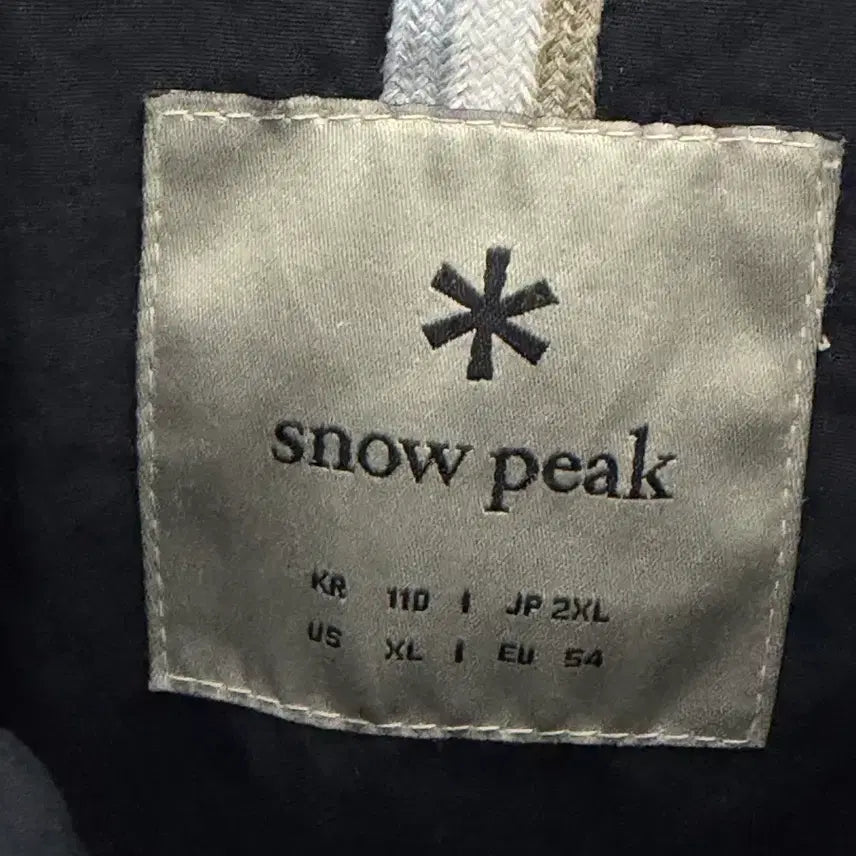 snow peak
KR 110 | JP 2XL
US XL | EU 54